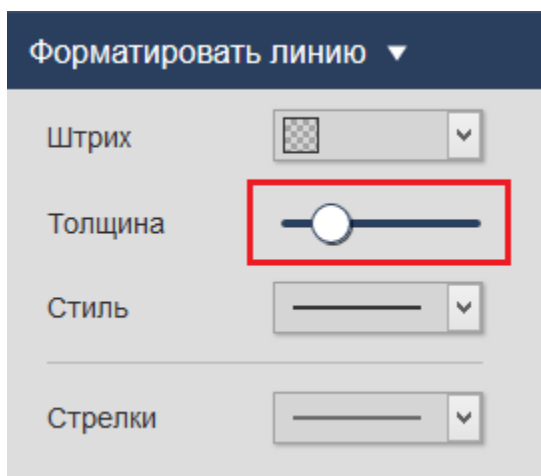 Форматировать линию
Штрих
Толщина
Стиль
Стрелки